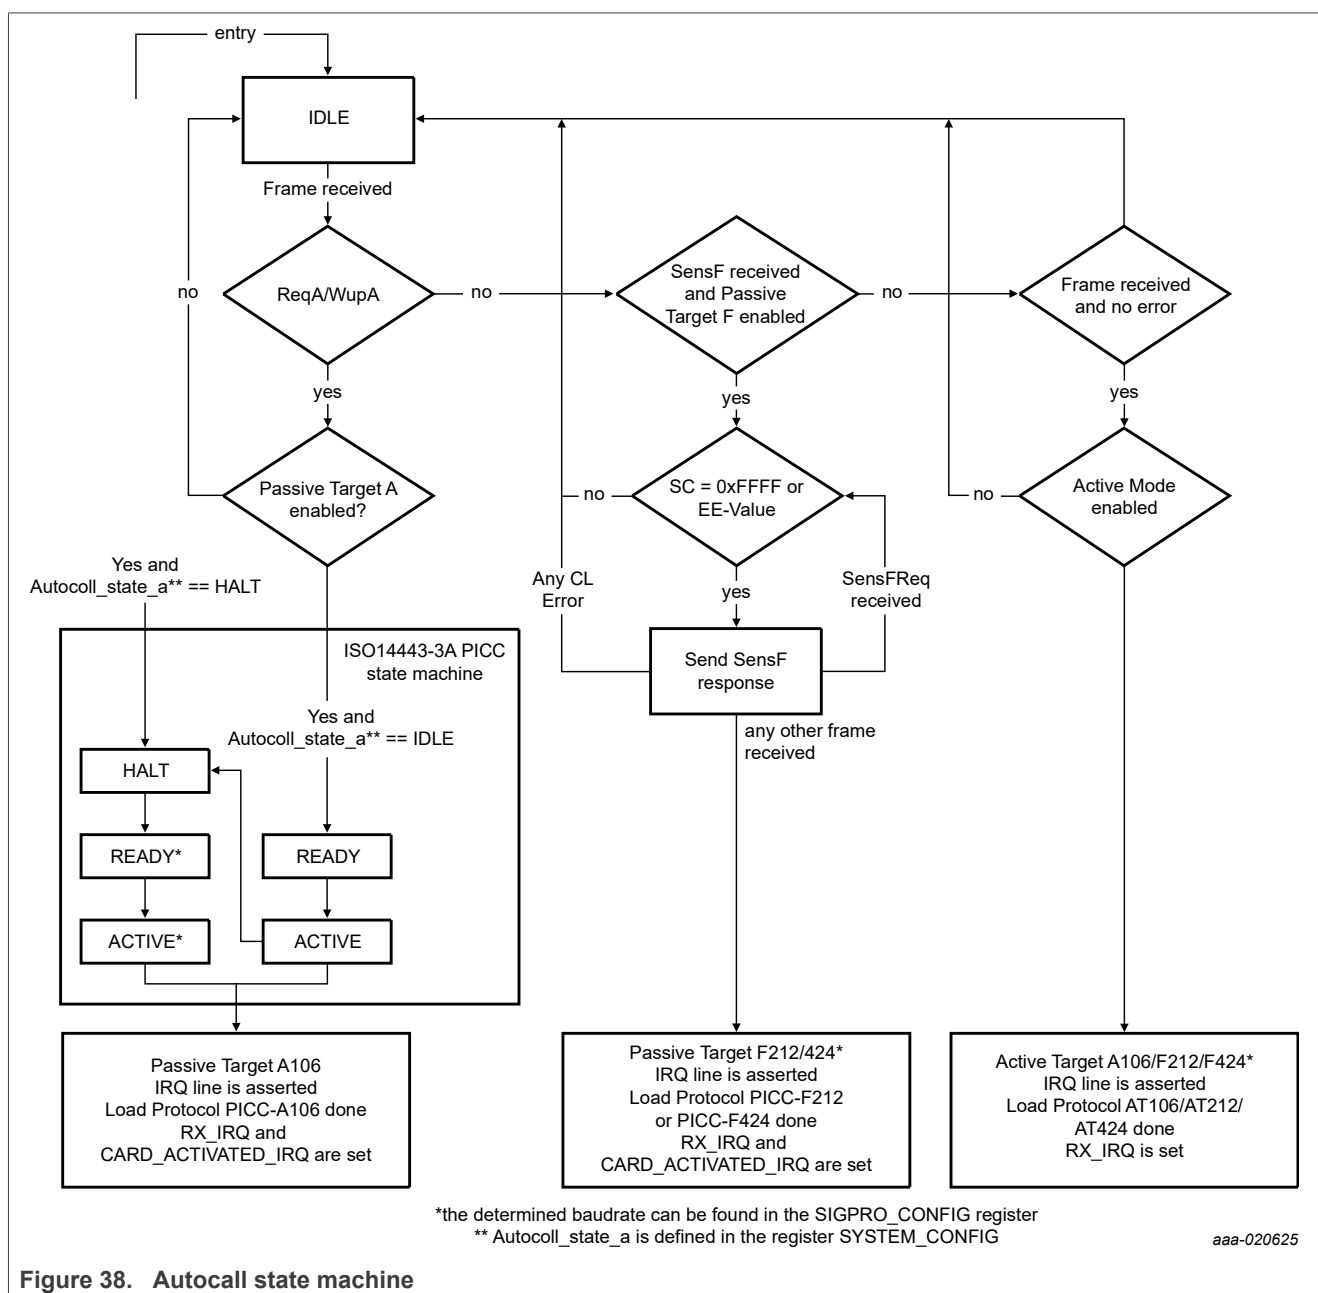 entry
IDLE
Frame received
no
ReqA/WupA
no
SensF received
and Passive
Target F enabled
no
Frame received
and no error
yes
yes
yes
Passive Target A
enabled?
no
SC = 0xFFFF or
EE-Value
no
Active Mode
enabled
Yes and
Autocoll_state_a** == HALT
Any CL
Error
yes
SensFReq
received
ISO14443-3A PICC
state machine
Send SensF
response
Yes and
Autocoll_state_a** == IDLE
any other frame
received
HALT
READY*
READY
ACTIVE*
ACTIVE
Passive Target A106
IRQ line is asserted
Load Protocol PICC-A106 done
RX_IRQ and
CARD_ACTIVATED_IRQ are set
Passive Target F212/424*
IRQ line is asserted
Load Protocol PICC-F212
or PICC-F424 done
RX_IRQ and
CARD_ACTIVATED_IRQ are set
Active Target A106/F212/F424*
IRQ line is asserted
Load Protocol AT106/AT212/
AT424 done
RX_IRQ is set
*the determined baudrate can be found in the SIGPRO_CONFIG register
** Autocoll_state_a is defined in the register SYSTEM_CONFIG
aaa-020625
Figure 38. Autocall state machine